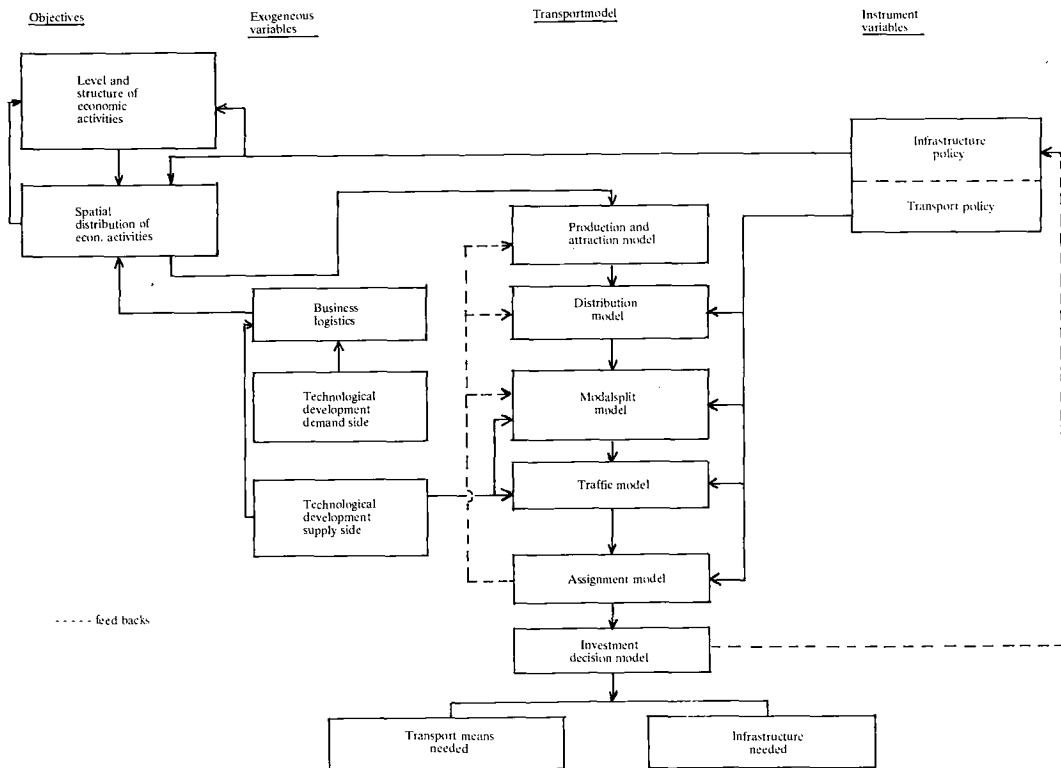 Objectives
Exogeneous
variables
Transportmodel
Instrument
variables
Level and
structure of
economic
activities
Infrastructure
policy
Transport policy
Spatial
distribution of
econ. activities
Production and
attraction model
Business
logistics
Distribution
model
Technological
development
demand side
Modalsplit
model
Technological
development
supply side
Traffic model
Assignment model
----- feed backs
Investment
decision model
Transport means
needed
Infrastructure
needed